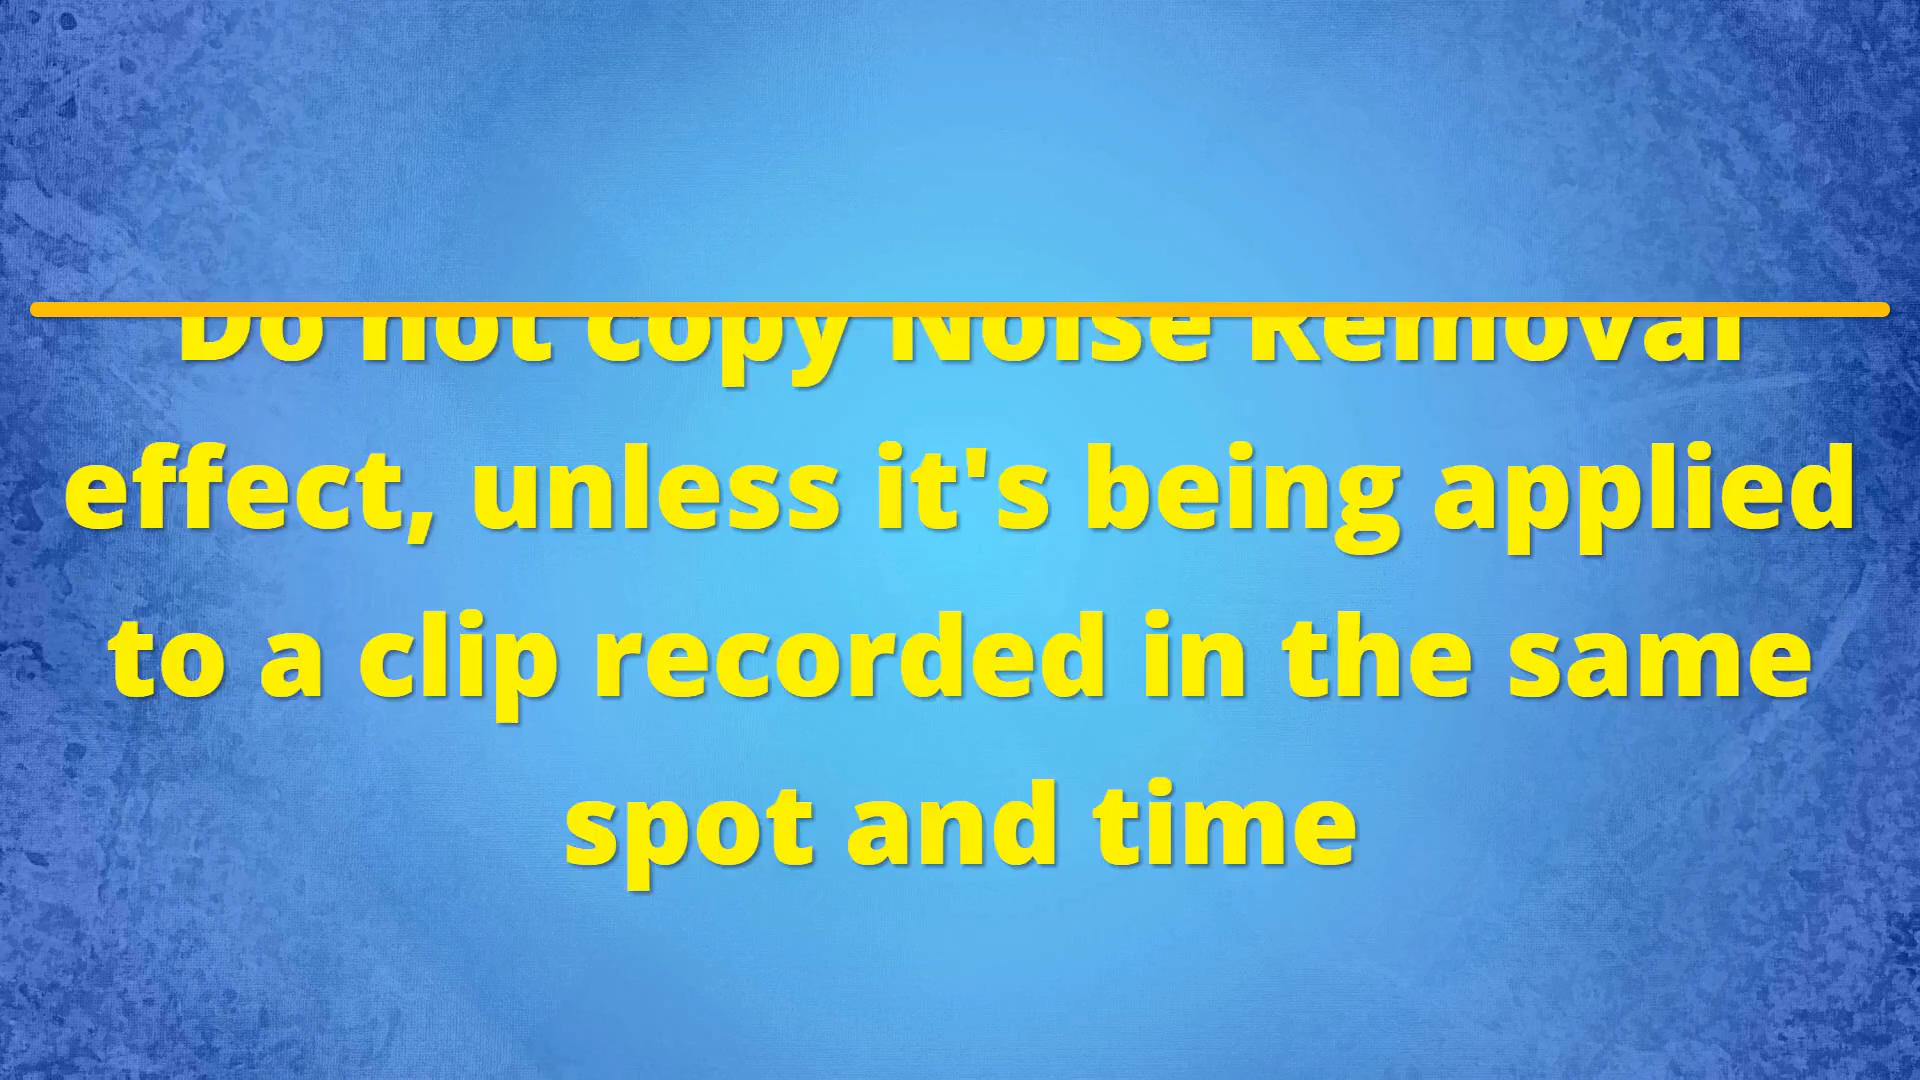 Do not copy Noise Removal
effect, unless it's being applied
to a clip recorded in the same
spot and time